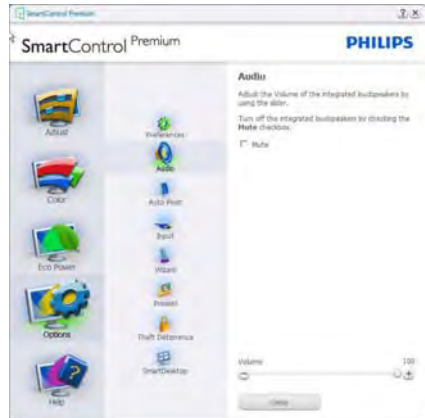 SmartControl Premium
SmartControl Premium
PHILIPS
Adjust
Color
Eco Power
Options
Help
Preferences
Audio
Auto Pivot
Input
Wizard
Presets
Theft Deterrence
SmartDesktop
Audio
Adjust the Volume of the integrated loudspeakers by
using the slider.
Turn off the integrated loudspeakers by checking the
Mute checkbox.
Mute
Volume 100